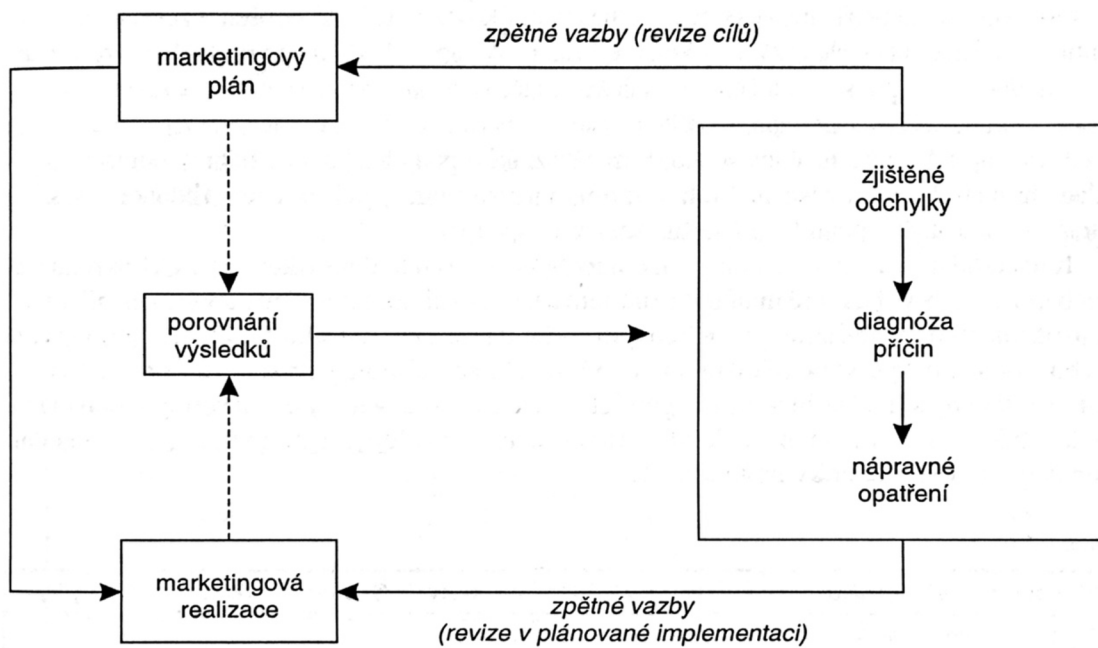 marketingový
plán
zpětné vazby (revize cílů)
zjištěné
odchylky
porovnání
výsledků
diagnóza
příčin
nápravné
opatření
marketingová
realizace
zpětné vazby
(revize v plánované implementaci)